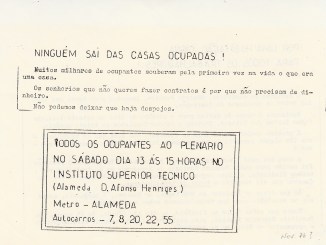 NINGUÉM SAI DAS CASAS OCUPADAS !
Muitos milhares de ocupantes souberam pela primeira vez na vida o que era
uma casa.
Os senhorios que não querem fazer contratos é por que não precisam de di-
nheiro.
Não podemos deixar que haja despejos.
TODOS OS OCUPANTES AO PLENARIO
NO SÁBADO DIA 13 ÀS 15 HORAS NO
INSTITUTO SUPERIOR TECNICO
(Alameda D. Afonso Henriques)
Metro - ALAMEDA
Autocarros - 7, 8, 20, 22, 55